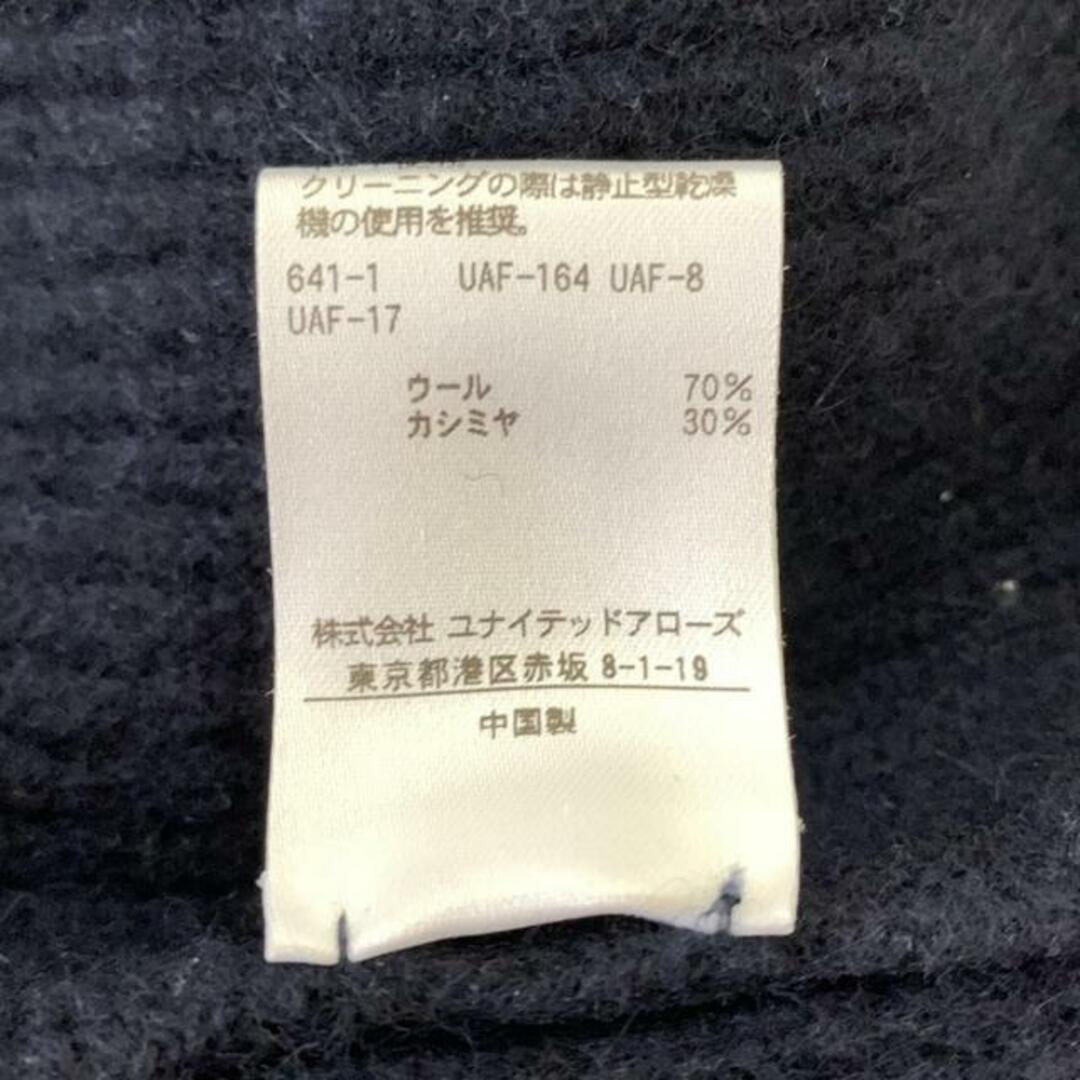 クリーニングの際は静止型乾燥
機の使用を推奨。
641-1 UAF-164 UAF-8
UAF-17
ウール 70%
カシミヤ 30%
株式会社 ユナイテッドアローズ
東京都港区赤坂 8-1-19
中国製